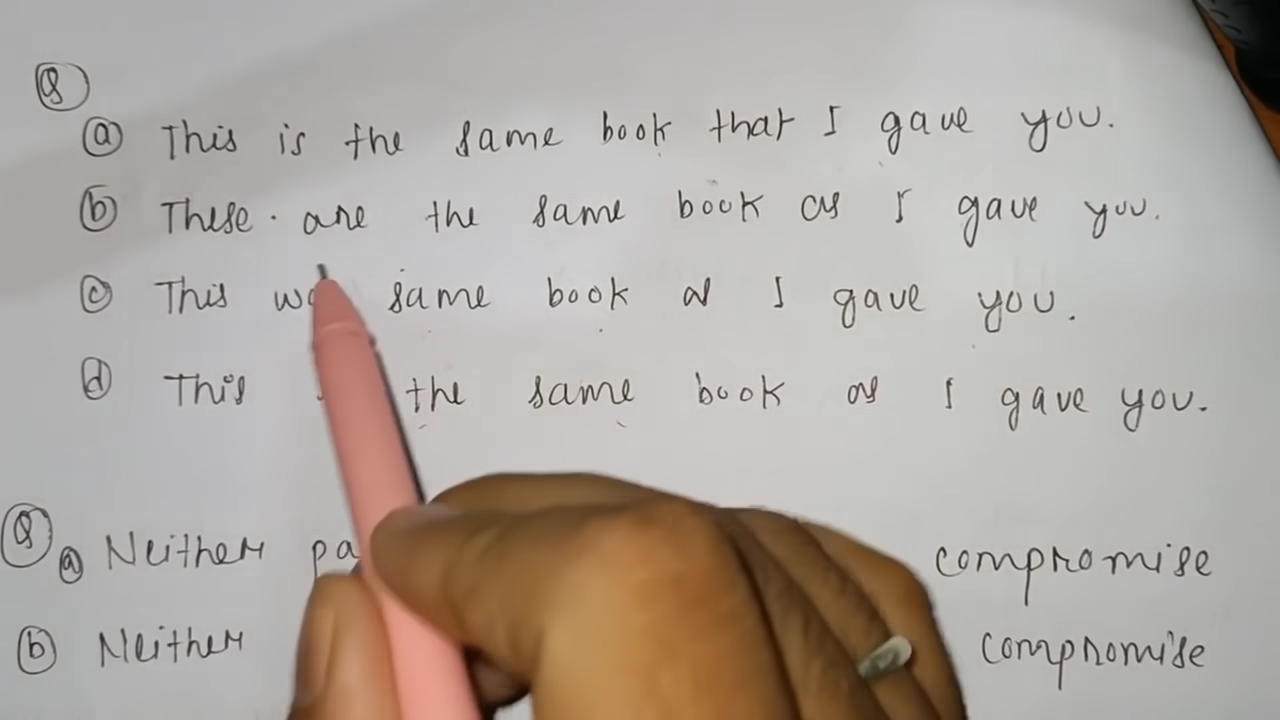 Q
(a) This is the same book that I gave you.
(b) These are the same book as I gave you.
(c) This same book as I gave you.
(d) This the same book as I gave you.
Q (a) Neither compromise
(b) Neither compromise